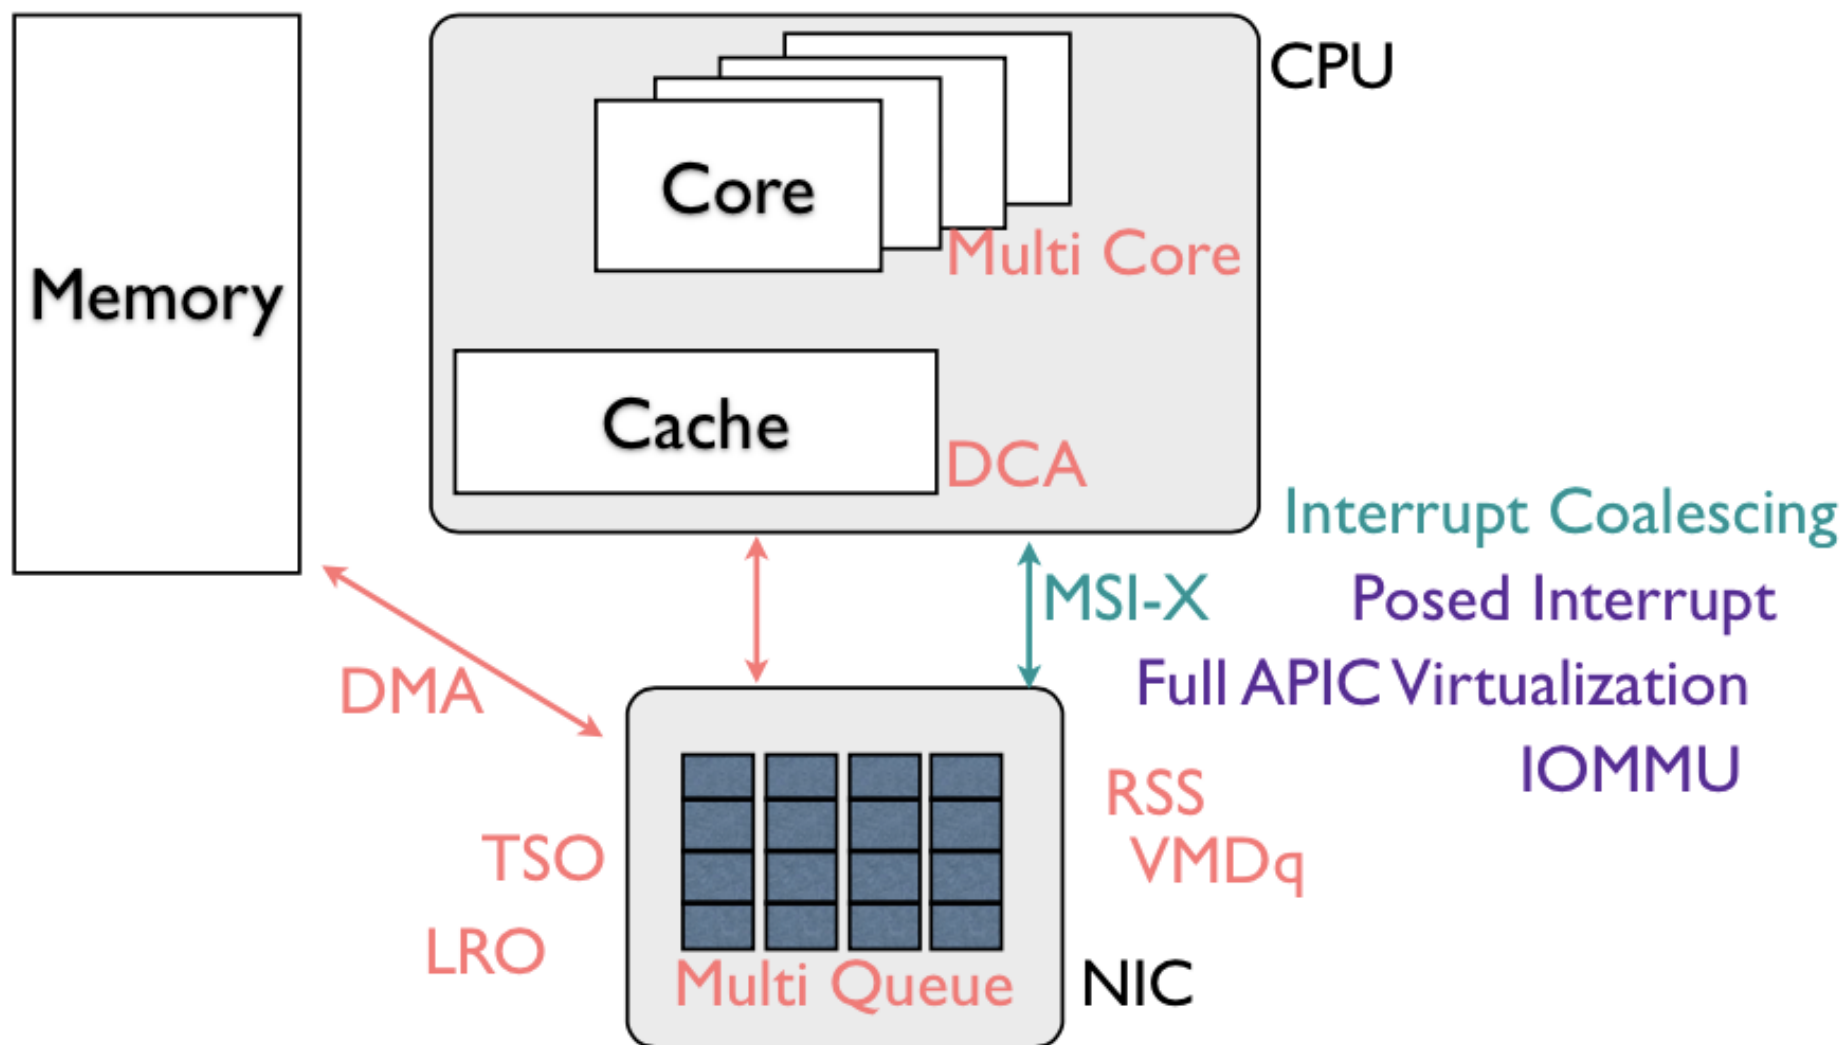 CPU
Core
Multi Core
Memory
Cache
DCA
Interrupt Coalescing
MSI-X
Posed Interrupt
DMA
Full APIC Virtualization
IOMMU
RSS
TSO
VMDq
LRO
Multi Queue
NIC